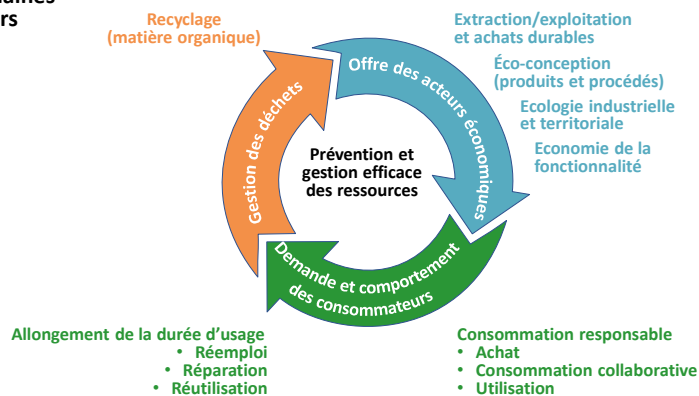 rs
Recyclage
(matière organique)
Extraction/exploitation
et achats durables
Éco-conception
(produits et procédés)
Ecologie industrielle
et territoriale
Economie de la
fonctionnalité
Offre des acteurs économiques
Gestion des déchets
Prévention et
gestion efficace
des ressources
Demande et comportement
des consommateurs
Allongement de la durée d’usage
• Réemploi
• Réparation
• Réutilisation
Consommation responsable
• Achat
• Consommation collaborative
• Utilisation